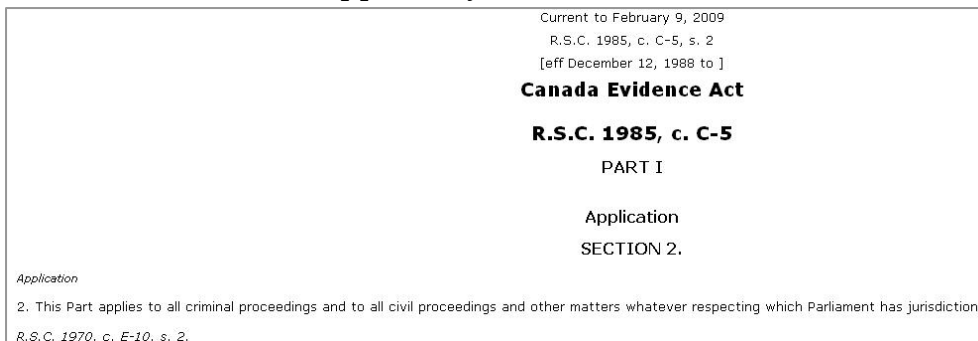 Current to February 9, 2009
R.S.C. 1985, c. C-5, s. 2
[eff December 12, 1988 to ]
Canada Evidence Act
R.S.C. 1985, c. C-5
PART I
Application
SECTION 2.
Application
2. This Part applies to all criminal proceedings and to all civil proceedings and other matters whatever respecting which Parliament has jurisdiction
R.S.C. 1970, c. E-10, s. 2.